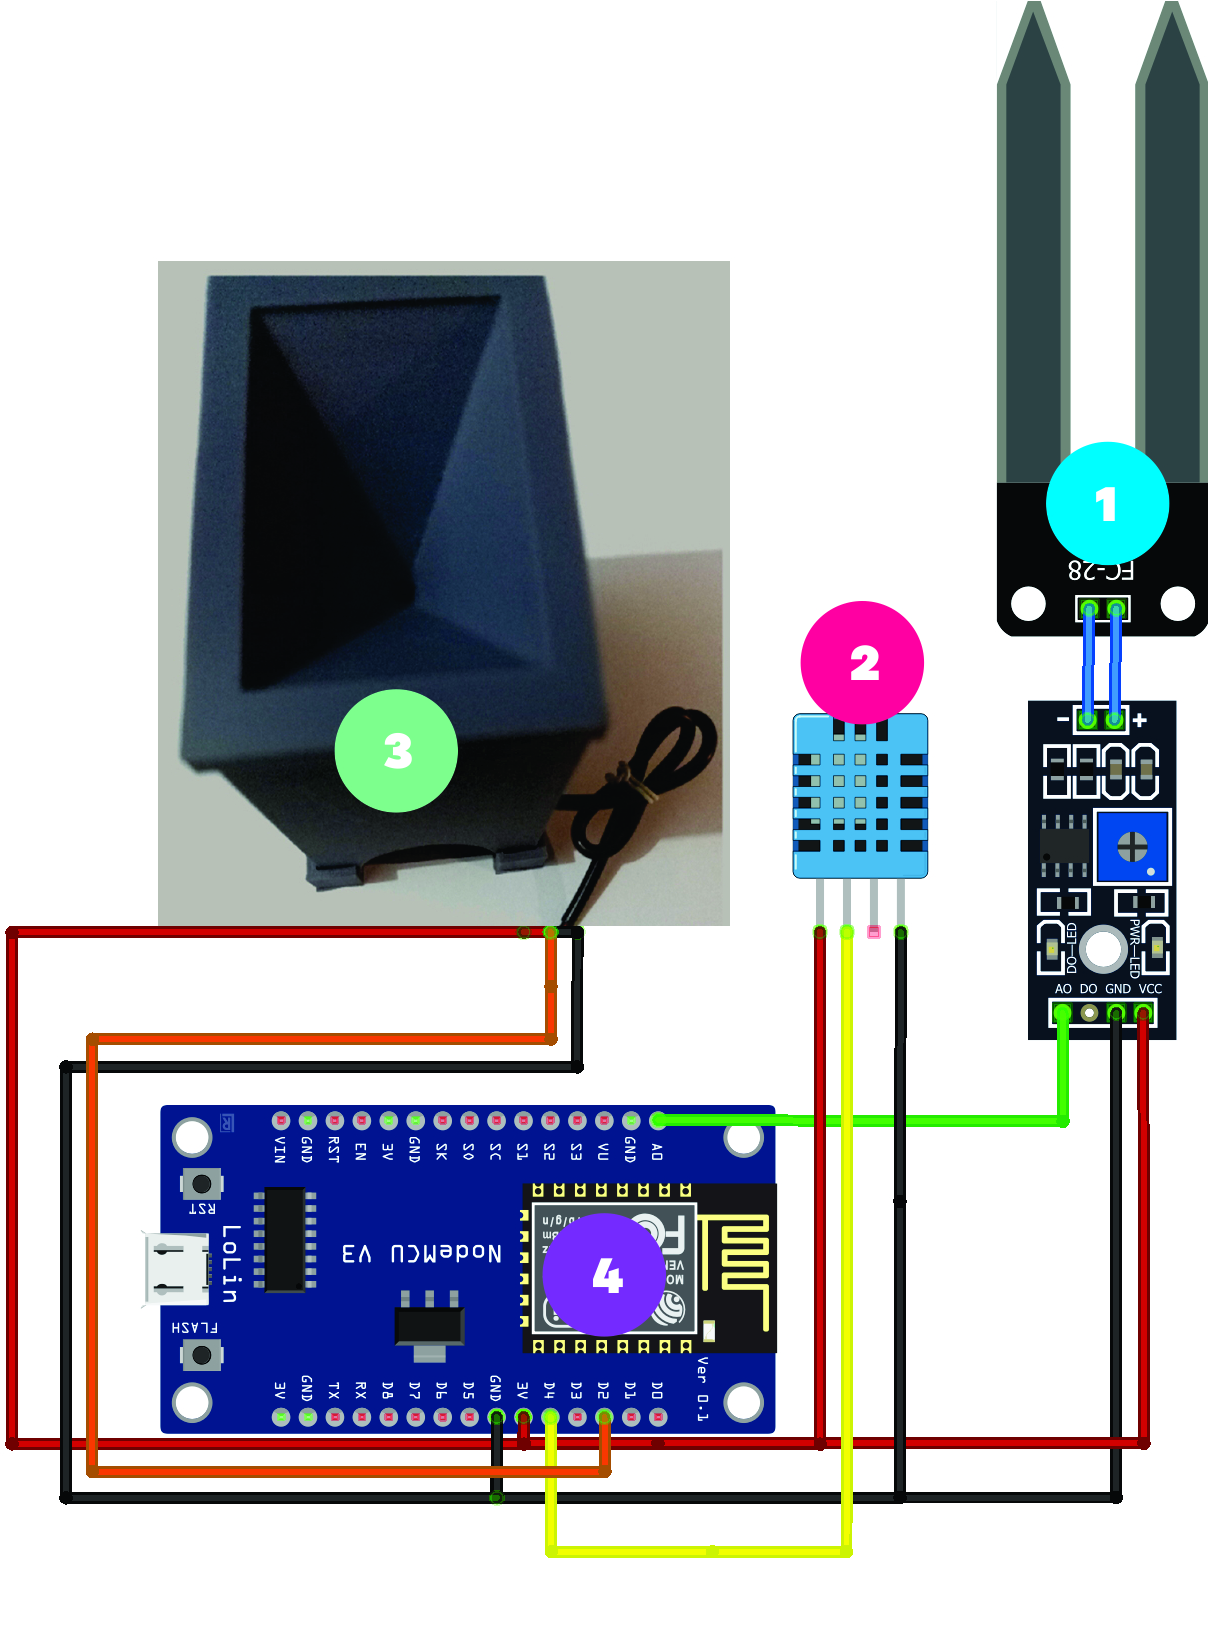 1
FC-28
2
3
- +
DO-LED
PWR-LED
AO DO GND VCC
VIN GND RST EN 3V GND SK SO SC S1 S2 S3 VU GND AO
RST
LoLin
NodeMCU V3
4
FLASH
3V GND TX RX D8 D7 D6 D5 GND 3V D4 D3 D2 D1 D0
Ver 0.1